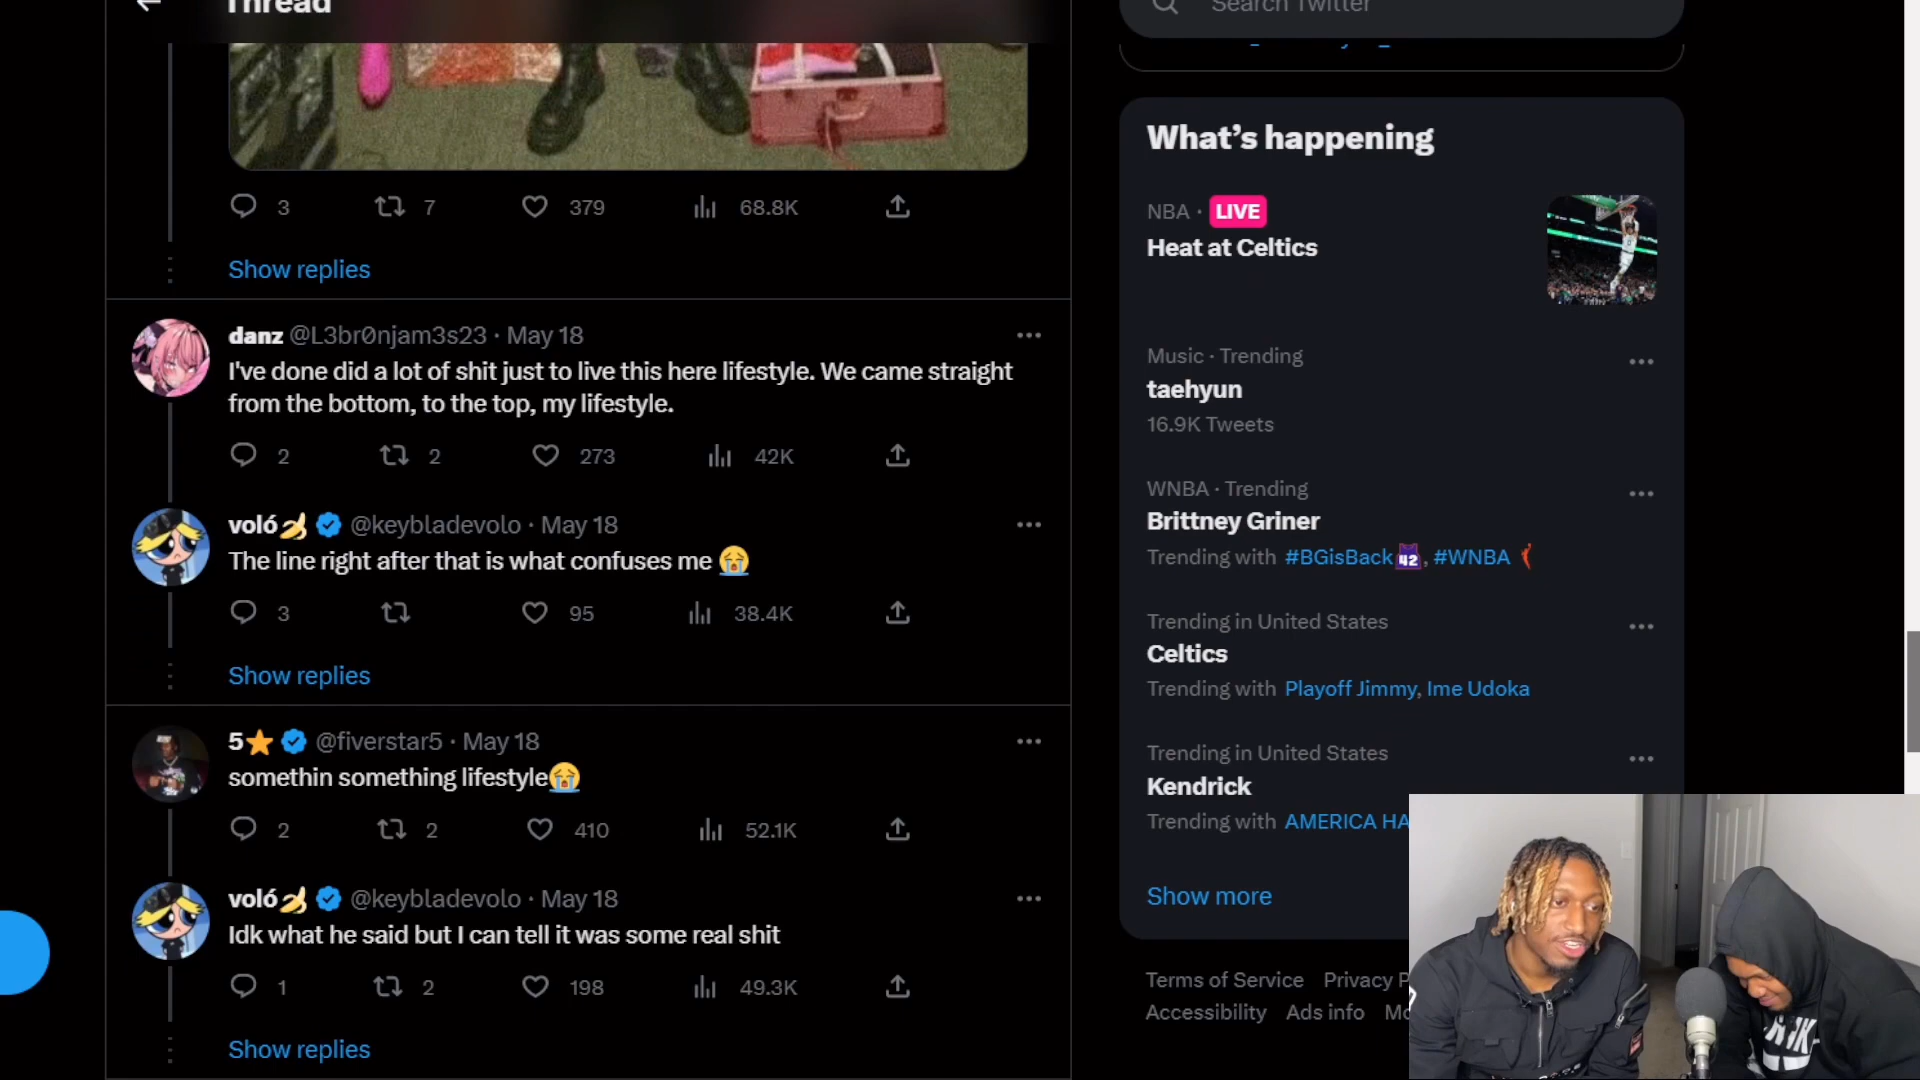 Thread
3 7 379 68.8K
Show replies
danz @L3br0njam3s23 · May 18
I've done did a lot of shit just to live this here lifestyle. We came straight
from the bottom, to the top, my lifestyle.
2 2 273 42K
voló🍌 @keybladevolo · May 18
The line right after that is what confuses me 😭
3 95 38.4K
Show replies
5⭐ @fiverstar5 · May 18
somethin something lifestyle😭
2 2 410 52.1K
voló🍌 @keybladevolo · May 18
Idk what he said but I can tell it was some real shit
1 2 198 49.3K
Show replies
Search Twitter
What's happening
NBA · LIVE
Heat at Celtics
Music · Trending
taehyun
16.9K Tweets
WNBA · Trending
Brittney Griner
Trending with #BGisBack 42, #WNBA
Trending in United States
Celtics
Trending with Playoff Jimmy, Ime Udoka
Trending in United States
Kendrick
Trending with AMERICA HA
Show more
Terms of Service Privacy P
Accessibility Ads info Mo